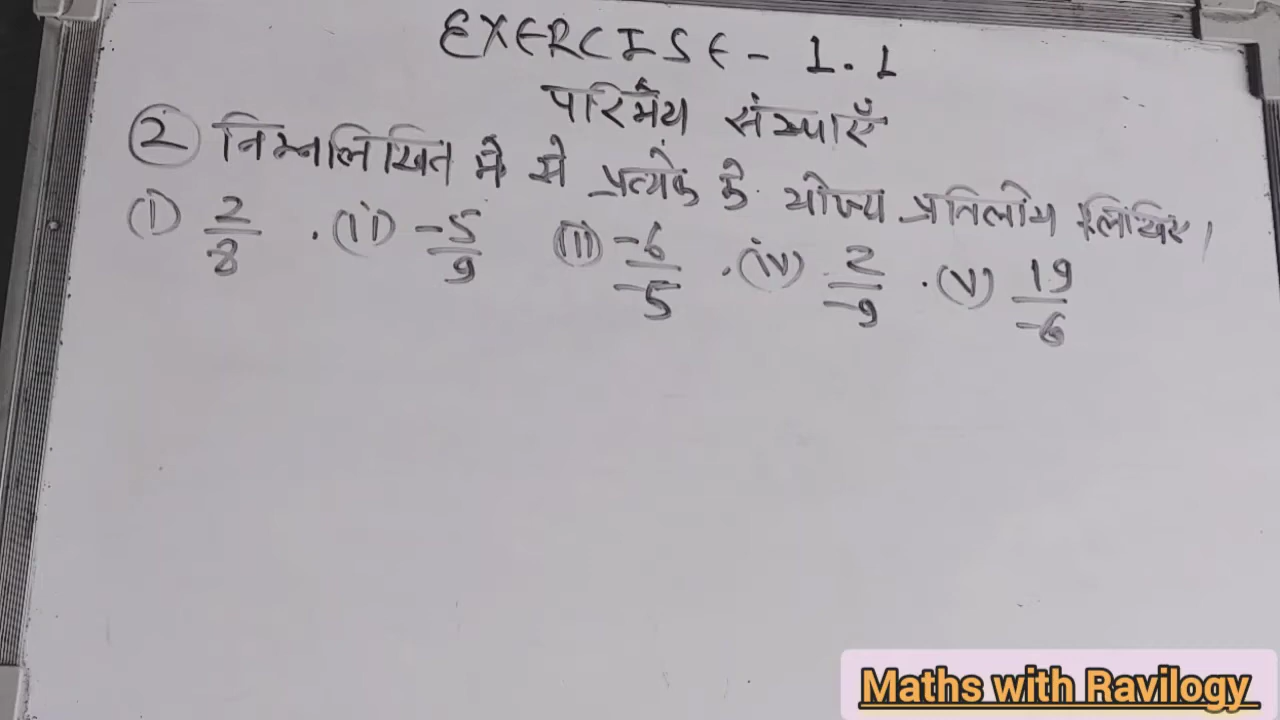 EXERCISE - 1.1
परिमेय संख्याएँ
② निम्नलिखित में से प्रत्येक के योज्य प्रतिलोम लिखिए।
(i) 2/8 . (ii) -5/9 (iii) -6/-5 . (iv) 2/-9 . (v) 19/-6
Maths with Ravilogy